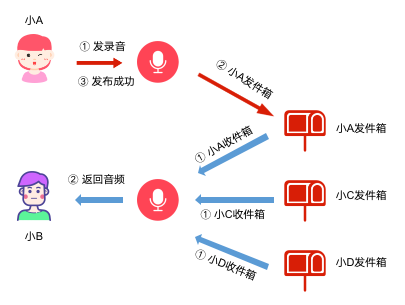 小A
① 发录音
③ 发布成功
② 小A发件箱
小A发件箱
① 小A收件箱
② 返回音频
小C发件箱
① 小C收件箱
小B
① 小D收件箱
小D发件箱